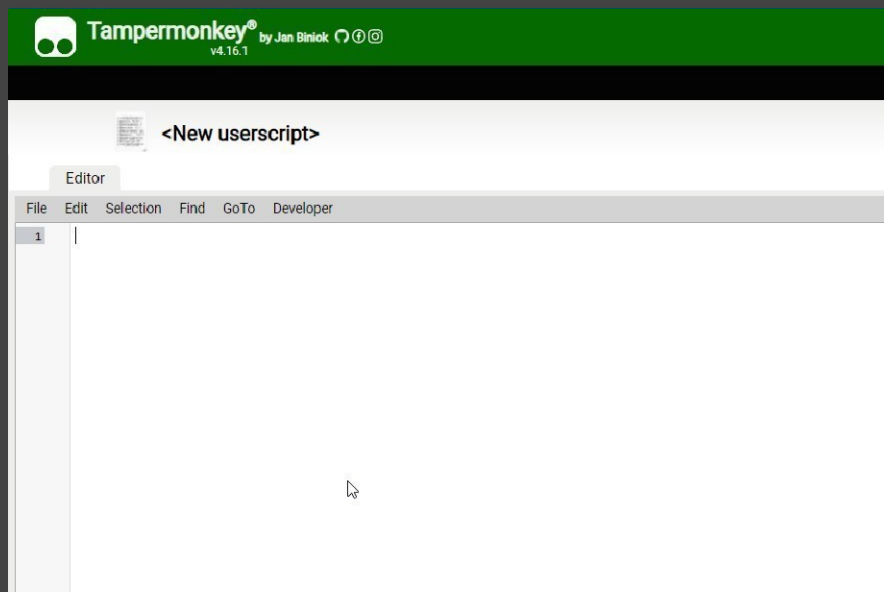 Tampermonkey® by Jan Biniok
v4.16.1
<New userscript>
Editor
File Edit Selection Find GoTo Developer
1